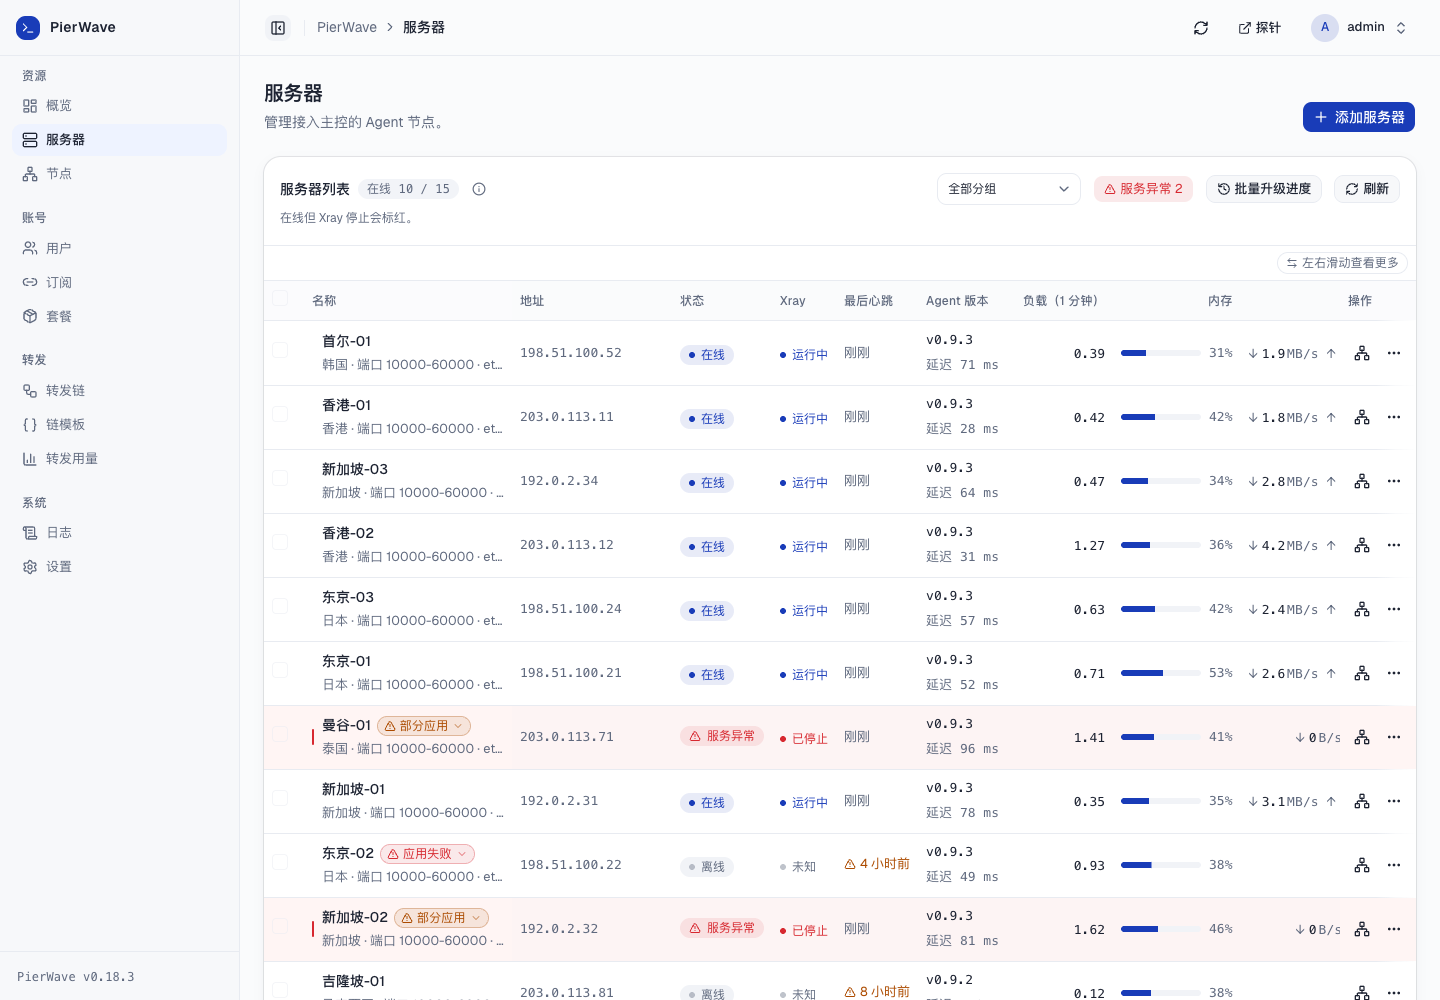 PierWave
PierWave > 服务器
探针
A admin
资源
概览
服务器
节点
账号
用户
订阅
套餐
转发
转发链
链模板
转发用量
系统
日志
设置
PierWave v0.18.3
服务器
管理接入主控的 Agent 节点。
添加服务器
服务器列表 在线 10 / 15
全部分组 服务异常 2 批量升级进度 刷新
在线但 Xray 停止会标红。
左右滑动查看更多
名称 地址 状态 Xray 最后心跳 Agent 版本 负载（1 分钟） 内存 操作
首尔-01
韩国 · 端口 10000-60000 · et...
198.51.100.52 在线 运行中 刚刚
v0.9.3
延迟 71 ms
0.39 31% ↓ 1.9MB/s ↑
香港-01
香港 · 端口 10000-60000 · et...
203.0.113.11 在线 运行中 刚刚
v0.9.3
延迟 28 ms
0.42 42% ↓ 1.8MB/s ↑
新加坡-03
新加坡 · 端口 10000-60000 · ...
192.0.2.34 在线 运行中 刚刚
v0.9.3
延迟 64 ms
0.47 34% ↓ 2.8MB/s ↑
香港-02
香港 · 端口 10000-60000 · et...
203.0.113.12 在线 运行中 刚刚
v0.9.3
延迟 31 ms
1.27 36% ↓ 4.2MB/s ↑
东京-03
日本 · 端口 10000-60000 · et...
198.51.100.24 在线 运行中 刚刚
v0.9.3
延迟 57 ms
0.63 42% ↓ 2.4MB/s ↑
东京-01
日本 · 端口 10000-60000 · et...
198.51.100.21 在线 运行中 刚刚
v0.9.3
延迟 52 ms
0.71 53% ↓ 2.6MB/s ↑
曼谷-01 部分应用
泰国 · 端口 10000-60000 · et...
203.0.113.71 服务异常 已停止 刚刚
v0.9.3
延迟 96 ms
1.41 41% ↓ 0B/s
新加坡-01
新加坡 · 端口 10000-60000 · ...
192.0.2.31 在线 运行中 刚刚
v0.9.3
延迟 78 ms
0.35 35% ↓ 3.1MB/s ↑
东京-02 应用失败
日本 · 端口 10000-60000 · et...
198.51.100.22 离线 未知 4 小时前
v0.9.3
延迟 49 ms
0.93 38%
新加坡-02 部分应用
新加坡 · 端口 10000-60000 · ...
192.0.2.32 服务异常 已停止 刚刚
v0.9.3
延迟 81 ms
1.62 46% ↓ 0B/s
吉隆坡-01
203.0.113.81 离线 未知 8 小时前
v0.9.2
0.12 38%